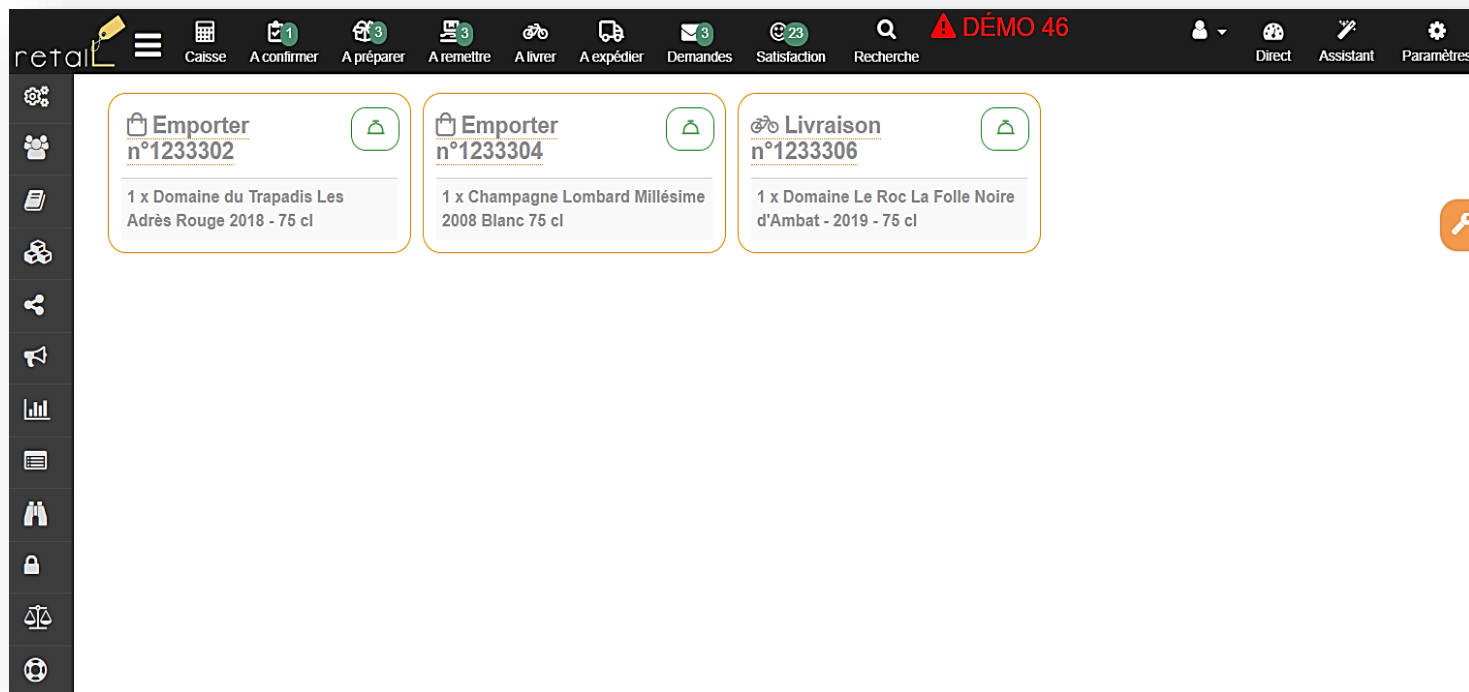 retail
Caisse
1
A confirmer
3
A préparer
3
A remettre
A livrer
A expédier
3
Demandes
23
Satisfaction
Recherche
DÉMO 46
Direct
Assistant
Paramètres
Emporter
n°1233302
1 x Domaine du Trapadis Les
Adrès Rouge 2018 - 75 cl
Emporter
n°1233304
1 x Champagne Lombard Millésime
2008 Blanc 75 cl
Livraison
n°1233306
1 x Domaine Le Roc La Folle Noire
d'Ambat - 2019 - 75 cl